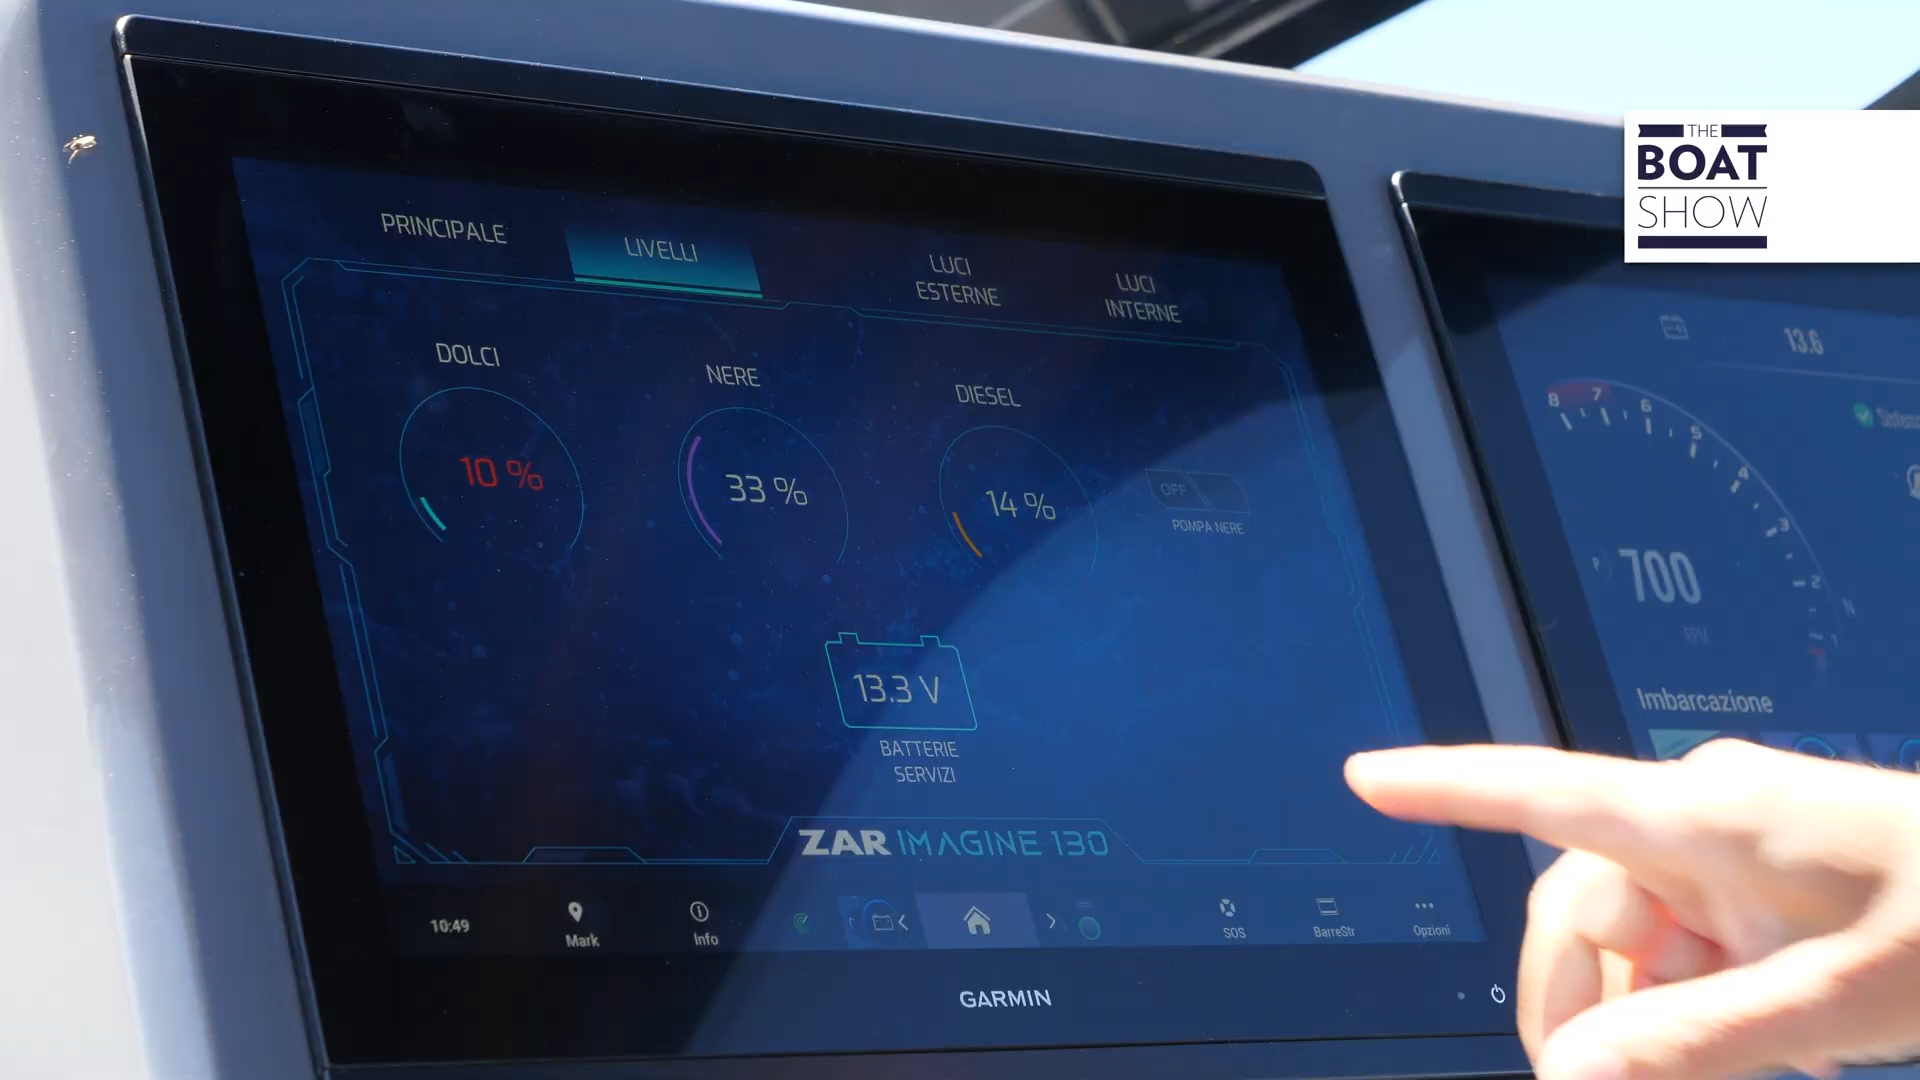 THE
BOAT
SHOW
PRINCIPALE
LIVELLI
LUCI
ESTERNE
LUCI
INTERNE
DOLCI
10 %
NERE
33 %
DIESEL
14 %
OFF
POMPA NERE
13.3 V
BATTERIE
SERVIZI
ZAR IMAGINE 130
10:49
Mark
Info
SOS
BarreStr
Opzioni
GARMIN
13.6
8
7
6
5
4
3
2
1
P
700
RPM
N
Imbarcazione